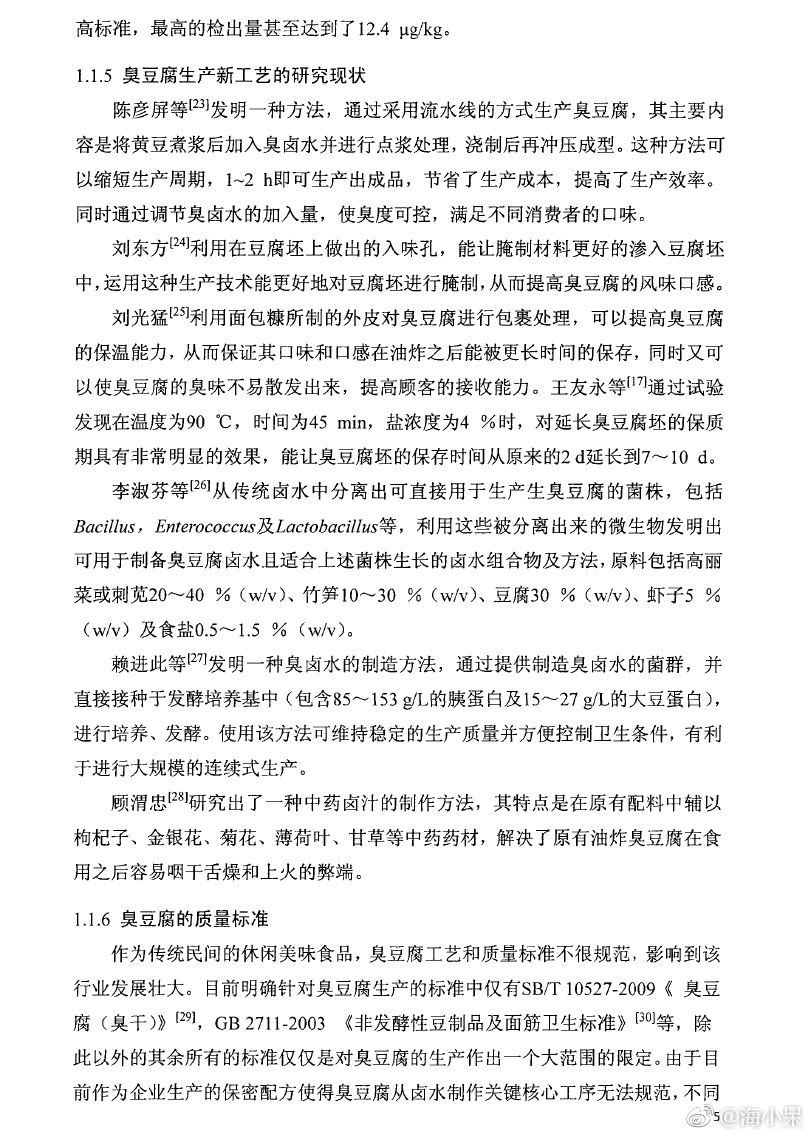 高标准，最高的检出量甚至达到了12.4 μg/kg。
1.1.5 臭豆腐生产新工艺的研究现状
陈彦屏等[23]发明一种方法，通过采用流水线的方式生产臭豆腐，其主要内
容是将黄豆煮浆后加入臭卤水并进行点浆处理，浇制后再冲压成型。这种方法可
以缩短生产周期，1~2 h即可生产出成品，节省了生产成本，提高了生产效率。
同时通过调节臭卤水的加入量，使臭度可控，满足不同消费者的口味。
刘东方[24]利用在豆腐坯上做出的入味孔，能让腌制材料更好的渗入豆腐坯
中，运用这种生产技术能更好地对豆腐坯进行腌制，从而提高臭豆腐的风味口感。
刘光猛[25]利用面包糠所制的外皮对臭豆腐进行包裹处理，可以提高臭豆腐
的保温能力，从而保证其口味和口感在油炸之后能被更长时间的保存，同时又可
以使臭豆腐的臭味不易散发出来，提高顾客的接收能力。王友永等[17]通过试验
发现在温度为90 ℃，时间为45 min，盐浓度为4 %时，对延长臭豆腐坯的保质
期具有非常明显的效果，能让臭豆腐坯的保存时间从原来的2 d延长到7～10 d。
李淑芬等[26]从传统卤水中分离出可直接用于生产生臭豆腐的菌株，包括
Bacillus，Enterococcus及Lactobacillus等，利用这些被分离出来的微生物发明出
可用于制备臭豆腐卤水且适合上述菌株生长的卤水组合物及方法，原料包括高丽
菜或刺苋20～40 %（w/v）、竹笋10～30 %（w/v）、豆腐30 %（w/v）、虾子5 %
（w/v）及食盐0.5～1.5 %（w/v）。
赖进此等[27]发明一种臭卤水的制造方法，通过提供制造臭卤水的菌群，并
直接接种于发酵培养基中（包含85～153 g/L的胰蛋白及15～27 g/L的大豆蛋白），
进行培养、发酵。使用该方法可维持稳定的生产质量并方便控制卫生条件，有利
于进行大规模的连续式生产。
顾渭忠[28]研究出了一种中药卤汁的制作方法，其特点是在原有配料中辅以
枸杞子、金银花、菊花、薄荷叶、甘草等中药药材，解决了原有油炸臭豆腐在食
用之后容易咽干舌燥和上火的弊端。
1.1.6 臭豆腐的质量标准
作为传统民间的休闲美味食品，臭豆腐工艺和质量标准不很规范，影响到该
行业发展壮大。目前明确针对臭豆腐生产的标准中仅有SB/T 10527-2009《 臭豆
腐（臭干）》[29]，GB 2711-2003 《非发酵性豆制品及面筋卫生标准》[30]等，除
此以外的其余所有的标准仅仅是对臭豆腐的生产作出一个大范围的限定。由于目
前作为企业生产的保密配方使得臭豆腐从卤水制作关键核心工序无法规范，不同
5
@海小呆